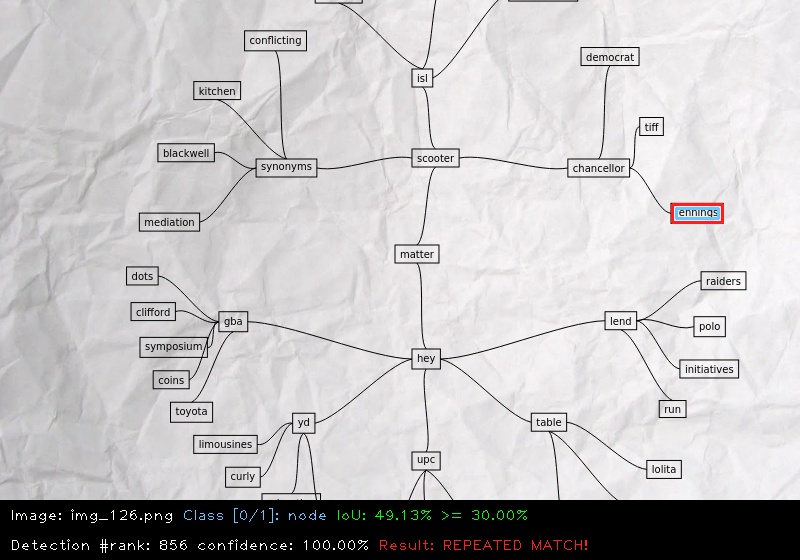 conflicting
democrat
isl
kitchen
tiff
blackwell
scooter
synonyms
chancellor
mediation
ennings
matter
dots
raiders
clifford
gba
lend
polo
symposium
hey
initiatives
coins
toyota
run
yd
table
limousines
upc
lolita
curly
Image: img_126.png Class [0/1]: node IoU: 49.13% >= 30.00%
Detection #rank: 856 confidence: 100.00% Result: REPEATED MATCH!